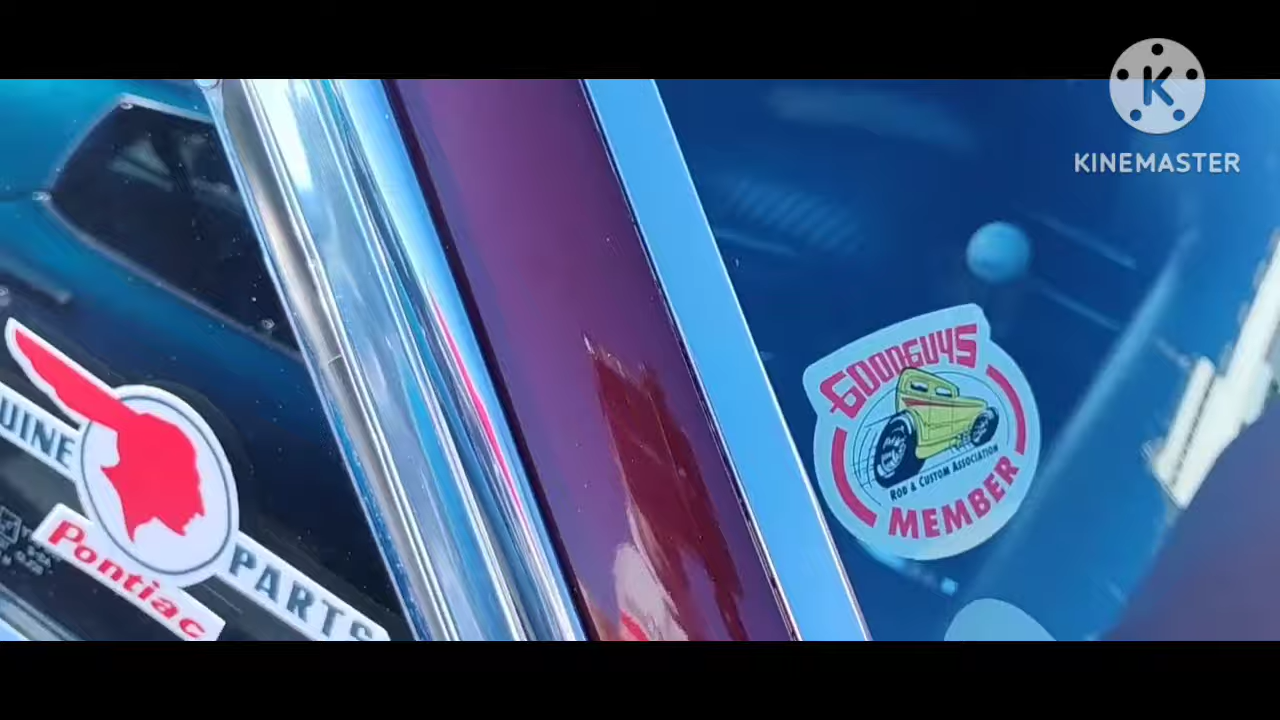 KINEMASTER
UINE
PARTS
Pontiac
GOODGUYS
ROD & CUSTOM ASSOCIATION
MEMBER